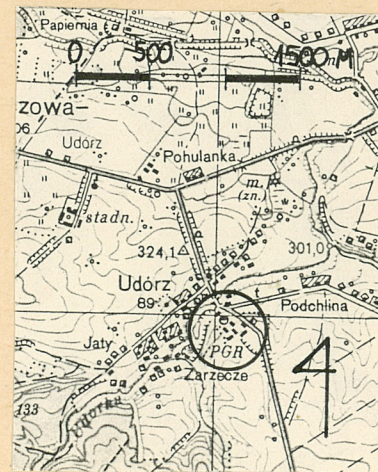 Papiernia
0 500 1500 M
zowa-
Udórz
Pohulanka
m.
(zn.)
stadn.
324,1
301,0
Udórz
89
Podchlina
Jaty
PGR
4
Zarzecze
133
Udorka